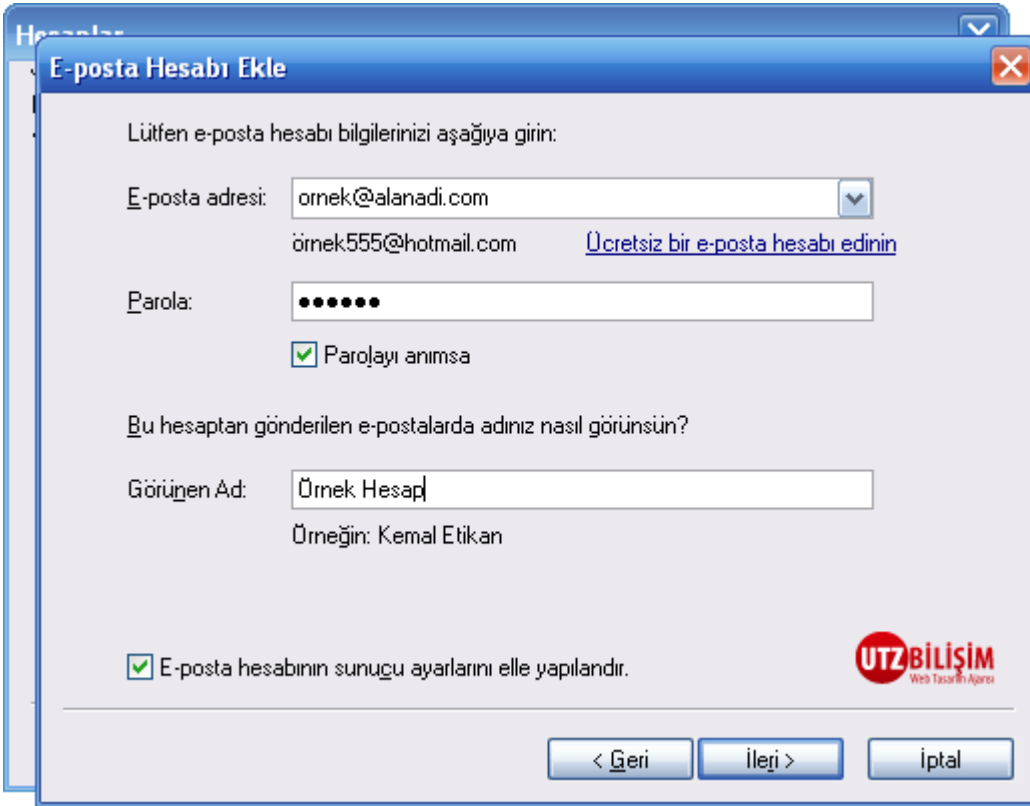 Hesaplar
E-posta Hesabı Ekle
Lütfen e-posta hesabı bilgilerinizi aşağıya girin:
E-posta adresi: ornek@alanadi.com
örnek555@hotmail.com Ücretsiz bir e-posta hesabı edinin
Parola: ●●●●●●
Parolayı anımsa
Bu hesaptan gönderilen e-postalarda adınız nasıl görünsün?
Görünen Ad: Örnek Hesap
Örneğin: Kemal Etikan
E-posta hesabının sunucu ayarlarını elle yapılandır.
UTZ BİLİŞİM
Web Tasarım Ajansı
< Geri İleri > İptal